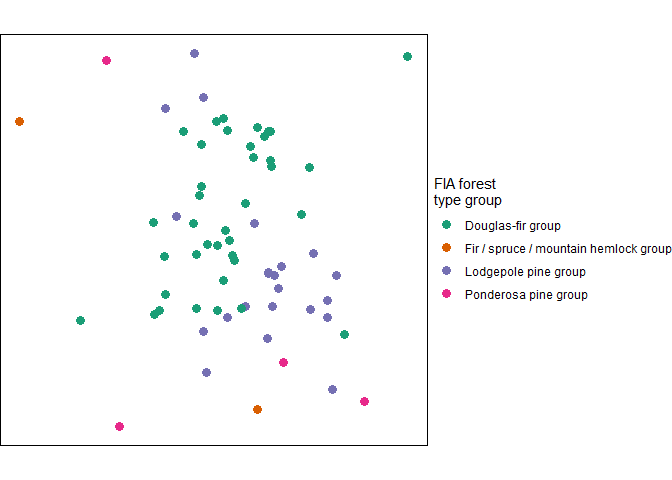 FIA forest
type group
Douglas-fir group
Fir / spruce / mountain hemlock group
Lodgepole pine group
Ponderosa pine group